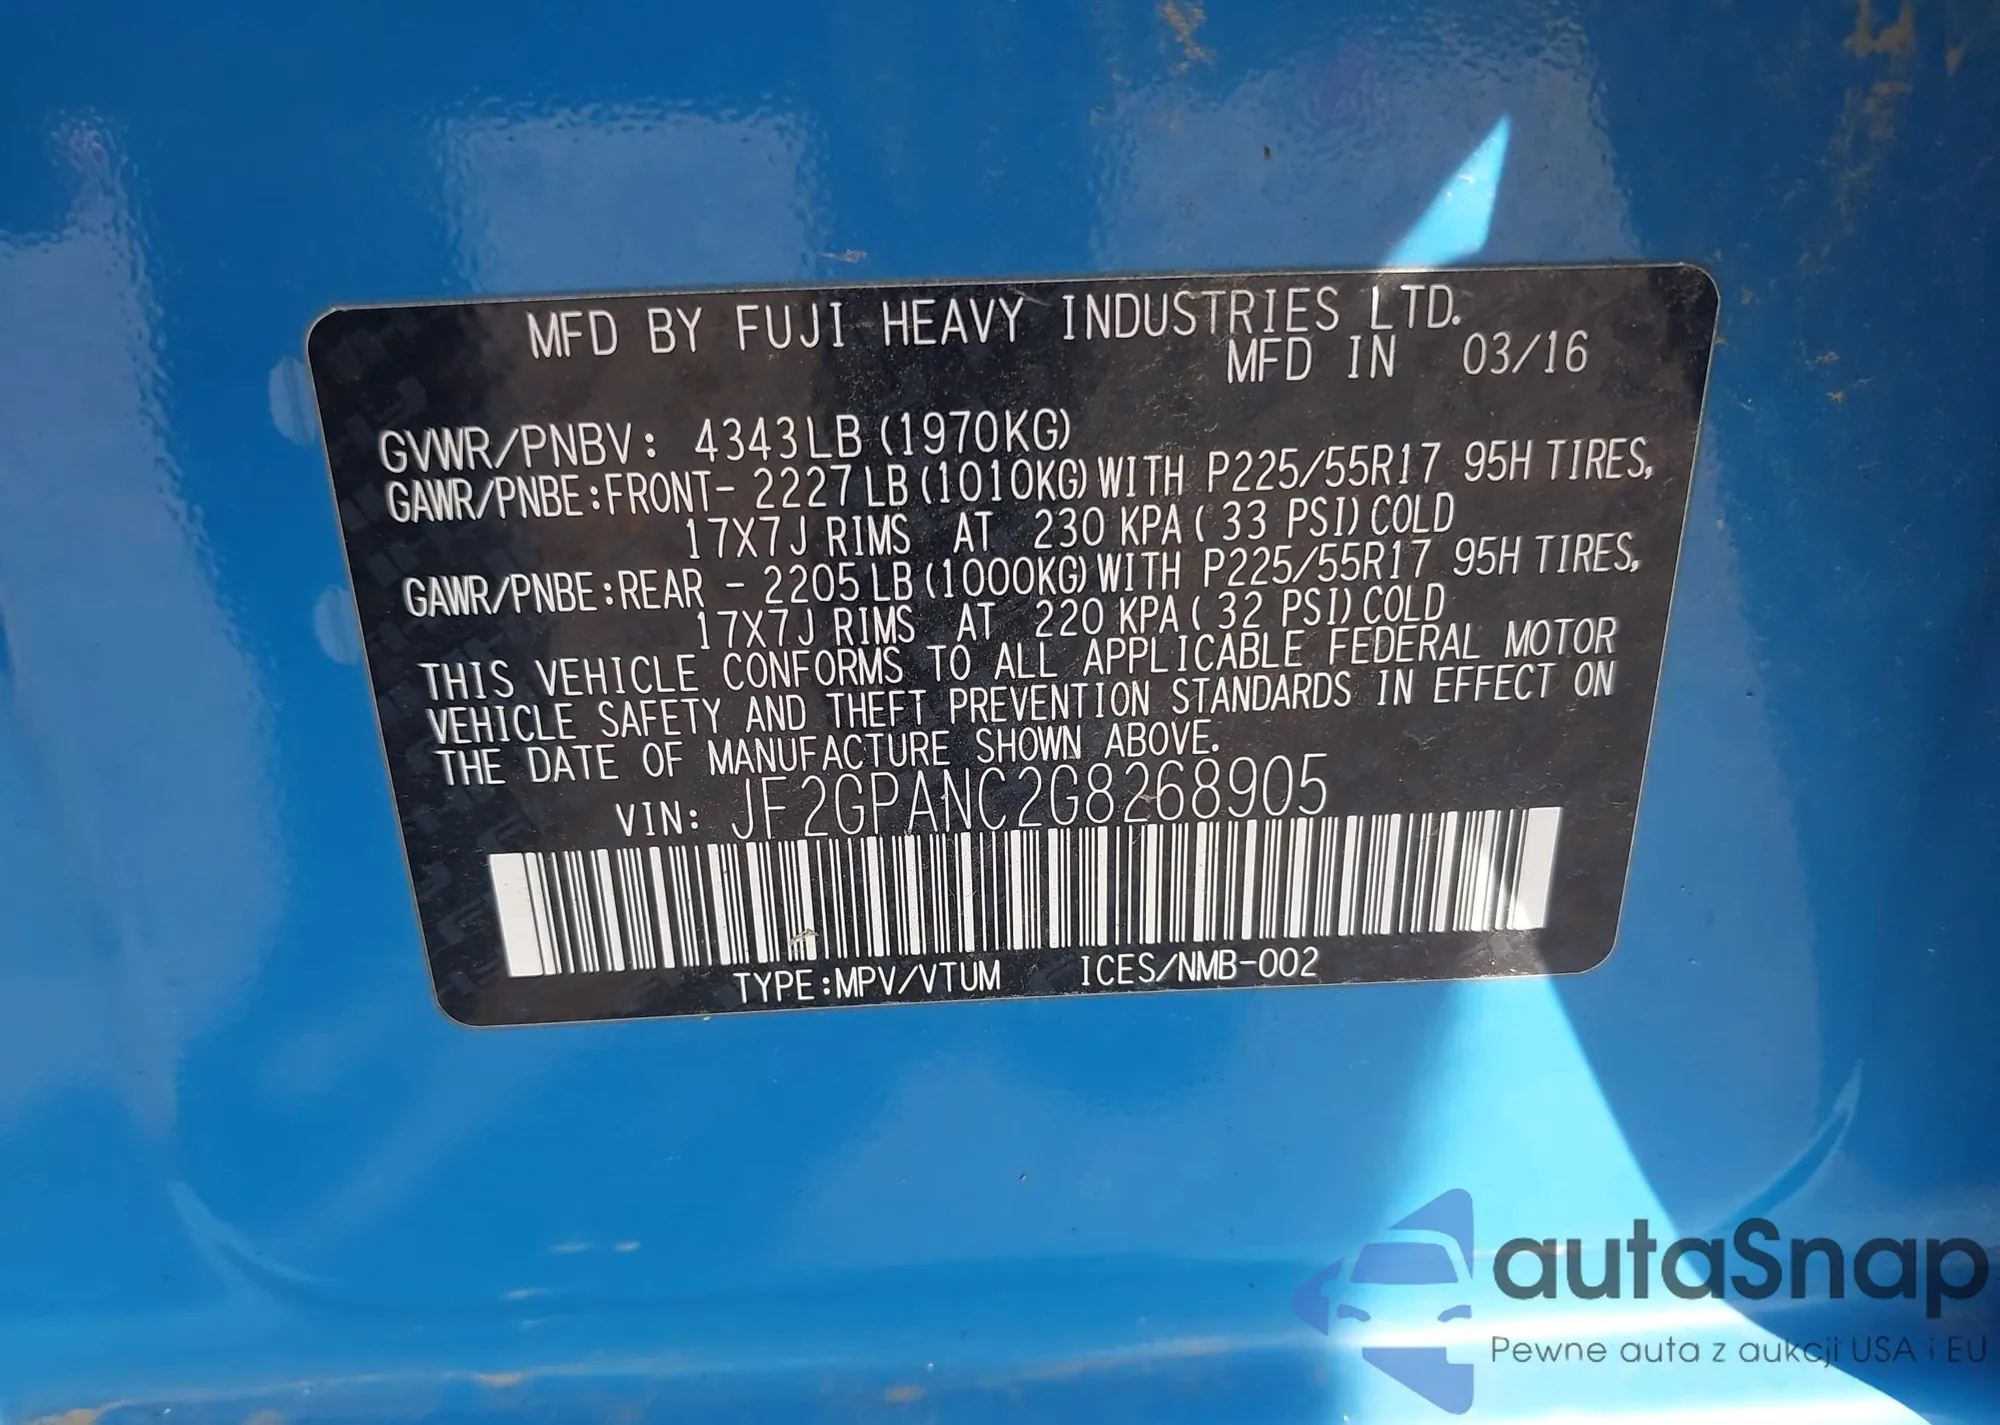 MFD BY FUJI HEAVY INDUSTRIES LTD.
MFD IN 03/16
GVWR/PNBV: 4343LB (1970KG)
GAWR/PNBE:FRONT- 2227LB (1010KG) WITH P225/55R17 95H TIRES,
17X7J RIMS AT 230 KPA ( 33 PSI) COLD
GAWR/PNBE:REAR - 2205LB (1000KG) WITH P225/55R17 95H TIRES,
17X7J RIMS AT 220 KPA ( 32 PSI) COLD
THIS VEHICLE CONFORMS TO ALL APPLICABLE FEDERAL MOTOR
VEHICLE SAFETY AND THEFT PREVENTION STANDARDS IN EFFECT ON
THE DATE OF MANUFACTURE SHOWN ABOVE.
VIN: JF2GPANC2G8268905
TYPE:MPV/VTUM ICES/NMB-002
autaSnap
Pewne auta z aukcji USA i EU